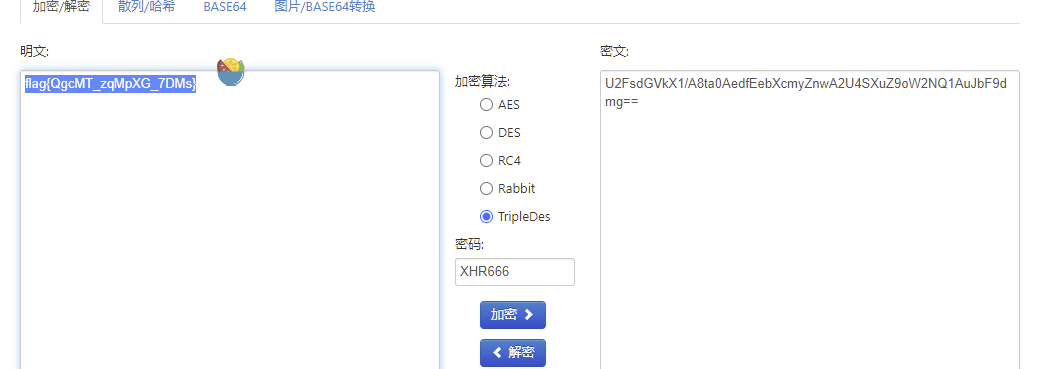 加密/解密 散列/哈希 BASE64 图片/BASE64转换
明文:
flag{QgcMT_zqMpXG_7DMs}
加密算法:
AES
DES
RC4
Rabbit
TripleDes
密码:
XHR666
加密
解密
密文:
U2FsdGVkX1/A8ta0AedfEebXcmyZnwA2U4SXuZ9oW2NQ1AuJbF9d
mg==